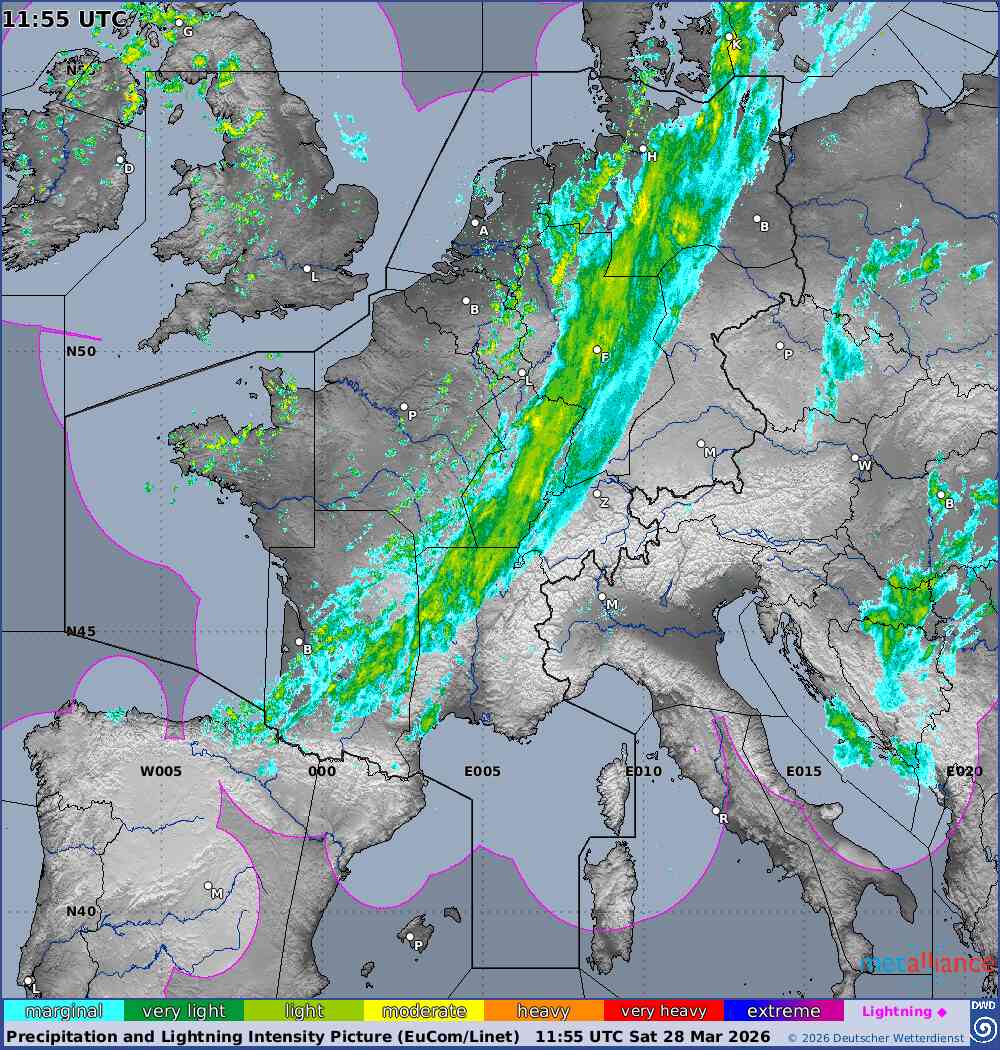 11:55 UTC
G
K
N55
H
D
A
B
L
B
N50
F
P
L
P
M
W
Z
B
M
N45
B
W005
000
E005
E010
E015
E020
R
M
N40
P
L
metalliance
marginal very light light moderate heavy very heavy extreme Lightning ◆
DWD
Precipitation and Lightning Intensity Picture (EuCom/Linet) 11:55 UTC Sat 28 Mar 2026 © 2026 Deutscher Wetterdienst